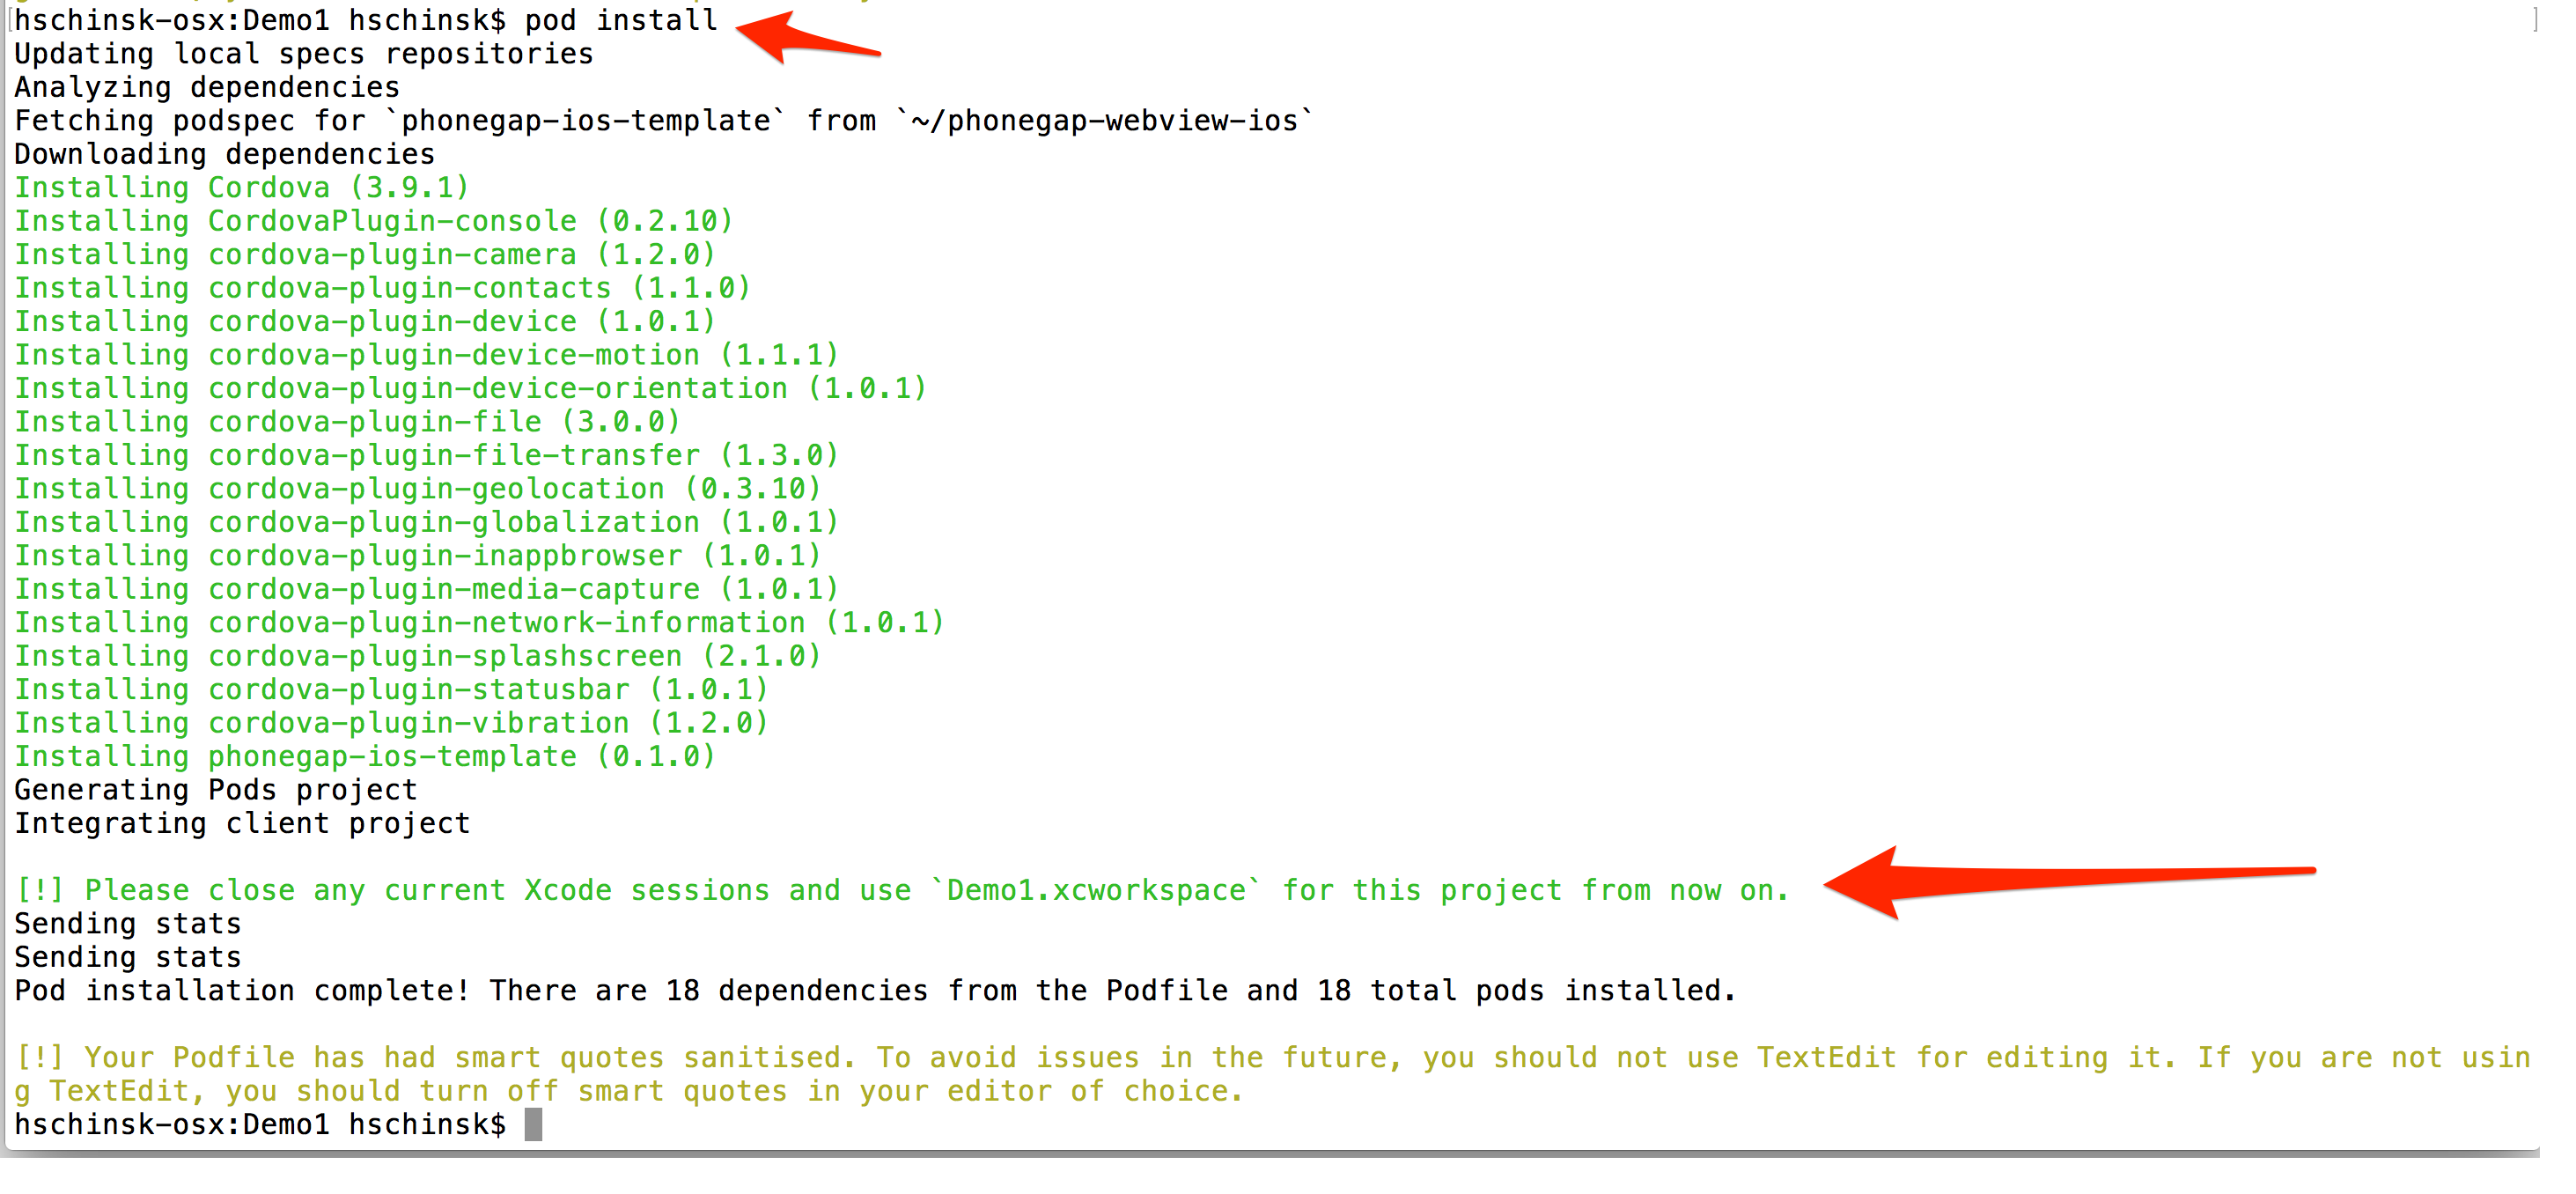 [hschinsk-osx:Demo1 hschinsk$ pod install ]
Updating local specs repositories
Analyzing dependencies
Fetching podspec for `phonegap-ios-template` from `~/phonegap-webview-ios`
Downloading dependencies
Installing Cordova (3.9.1)
Installing CordovaPlugin-console (0.2.10)
Installing cordova-plugin-camera (1.2.0)
Installing cordova-plugin-contacts (1.1.0)
Installing cordova-plugin-device (1.0.1)
Installing cordova-plugin-device-motion (1.1.1)
Installing cordova-plugin-device-orientation (1.0.1)
Installing cordova-plugin-file (3.0.0)
Installing cordova-plugin-file-transfer (1.3.0)
Installing cordova-plugin-geolocation (0.3.10)
Installing cordova-plugin-globalization (1.0.1)
Installing cordova-plugin-inappbrowser (1.0.1)
Installing cordova-plugin-media-capture (1.0.1)
Installing cordova-plugin-network-information (1.0.1)
Installing cordova-plugin-splashscreen (2.1.0)
Installing cordova-plugin-statusbar (1.0.1)
Installing cordova-plugin-vibration (1.2.0)
Installing phonegap-ios-template (0.1.0)
Generating Pods project
Integrating client project
[!] Please close any current Xcode sessions and use `Demo1.xcworkspace` for this project from now on.
Sending stats
Sending stats
Pod installation complete! There are 18 dependencies from the Podfile and 18 total pods installed.
[!] Your Podfile has had smart quotes sanitised. To avoid issues in the future, you should not use TextEdit for editing it. If you are not usin
g TextEdit, you should turn off smart quotes in your editor of choice.
hschinsk-osx:Demo1 hschinsk$